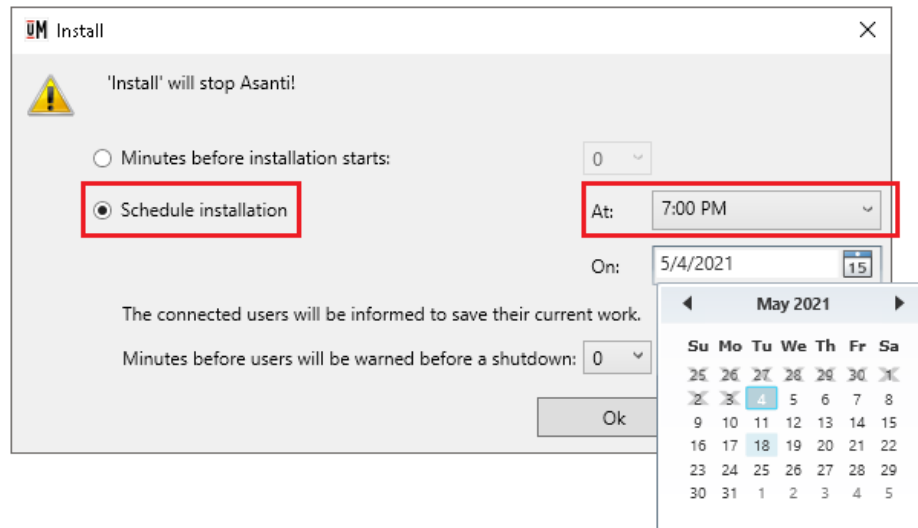 ūM Install
'Install' will stop Asanti!
Minutes before installation starts: 0
Schedule installation At: 7:00 PM
On: 5/4/2021 15
The connected users will be informed to save their current work.
Minutes before users will be warned before a shutdown: 0
Ok
May 2021
Su Mo Tu We Th Fr Sa
25 26 27 28 29 30 1
2 3 4 5 6 7 8
9 10 11 12 13 14 15
16 17 18 19 20 21 22
23 24 25 26 27 28 29
30 31 1 2 3 4 5